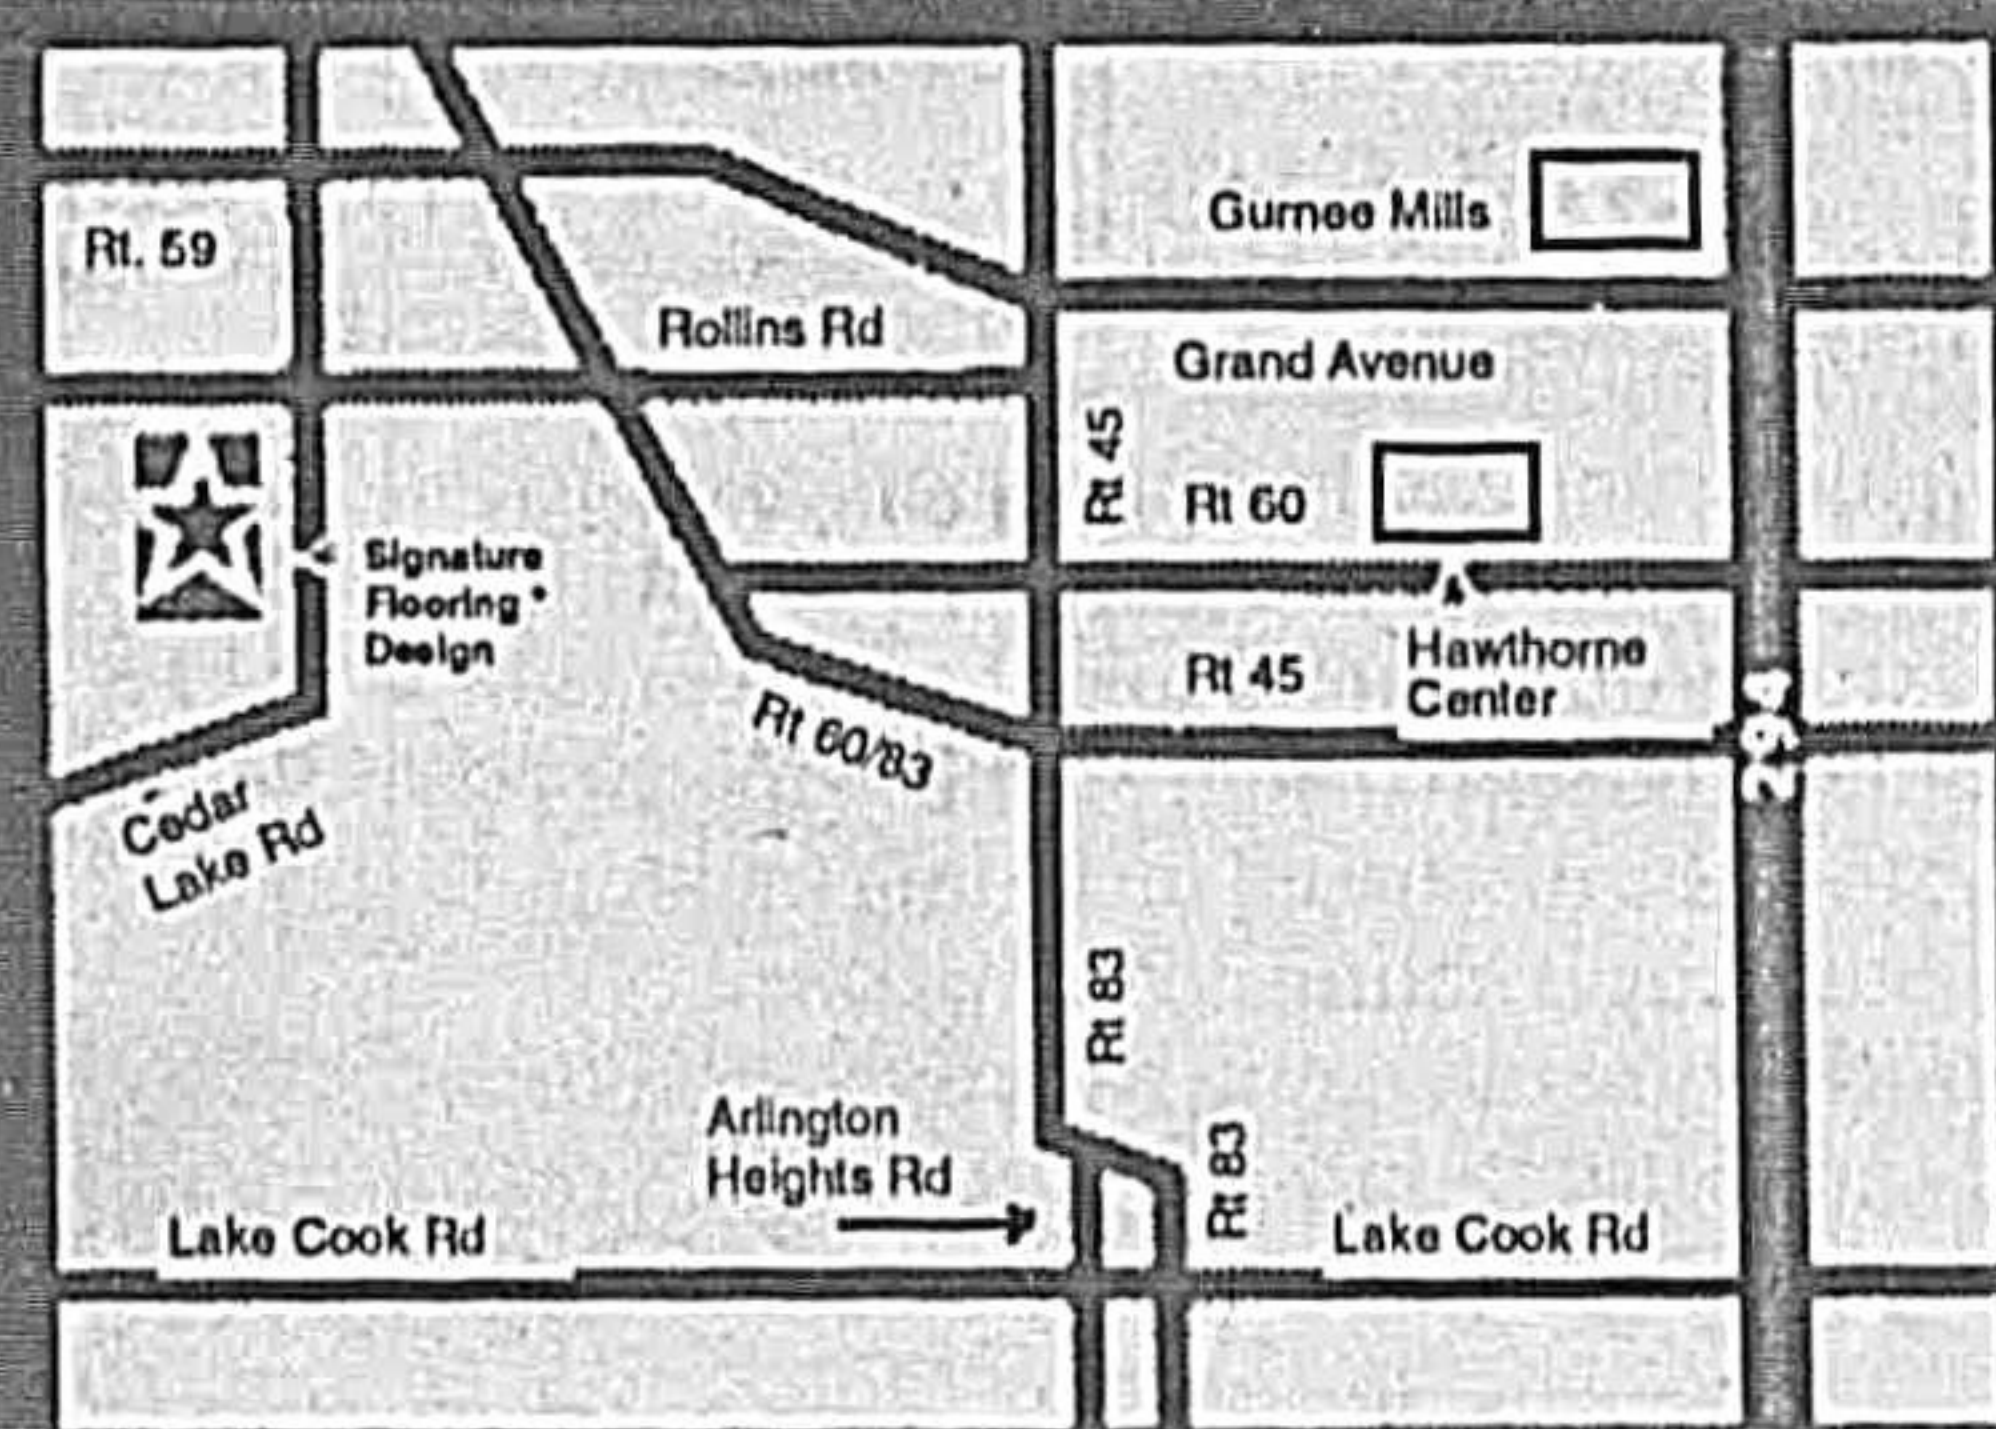 Gurnee Mills
Rt. 59
Rollins Rd
Grand Avenue
Rt 45
Rt 60
Signature
Flooring *
Design
Hawthorne
Center
Rt 45
294
Rt 60/83
Cedar
Lake Rd
Rt 83
Arlington
Heights Rd
Rt 83
Lake Cook Rd
Lake Cook Rd